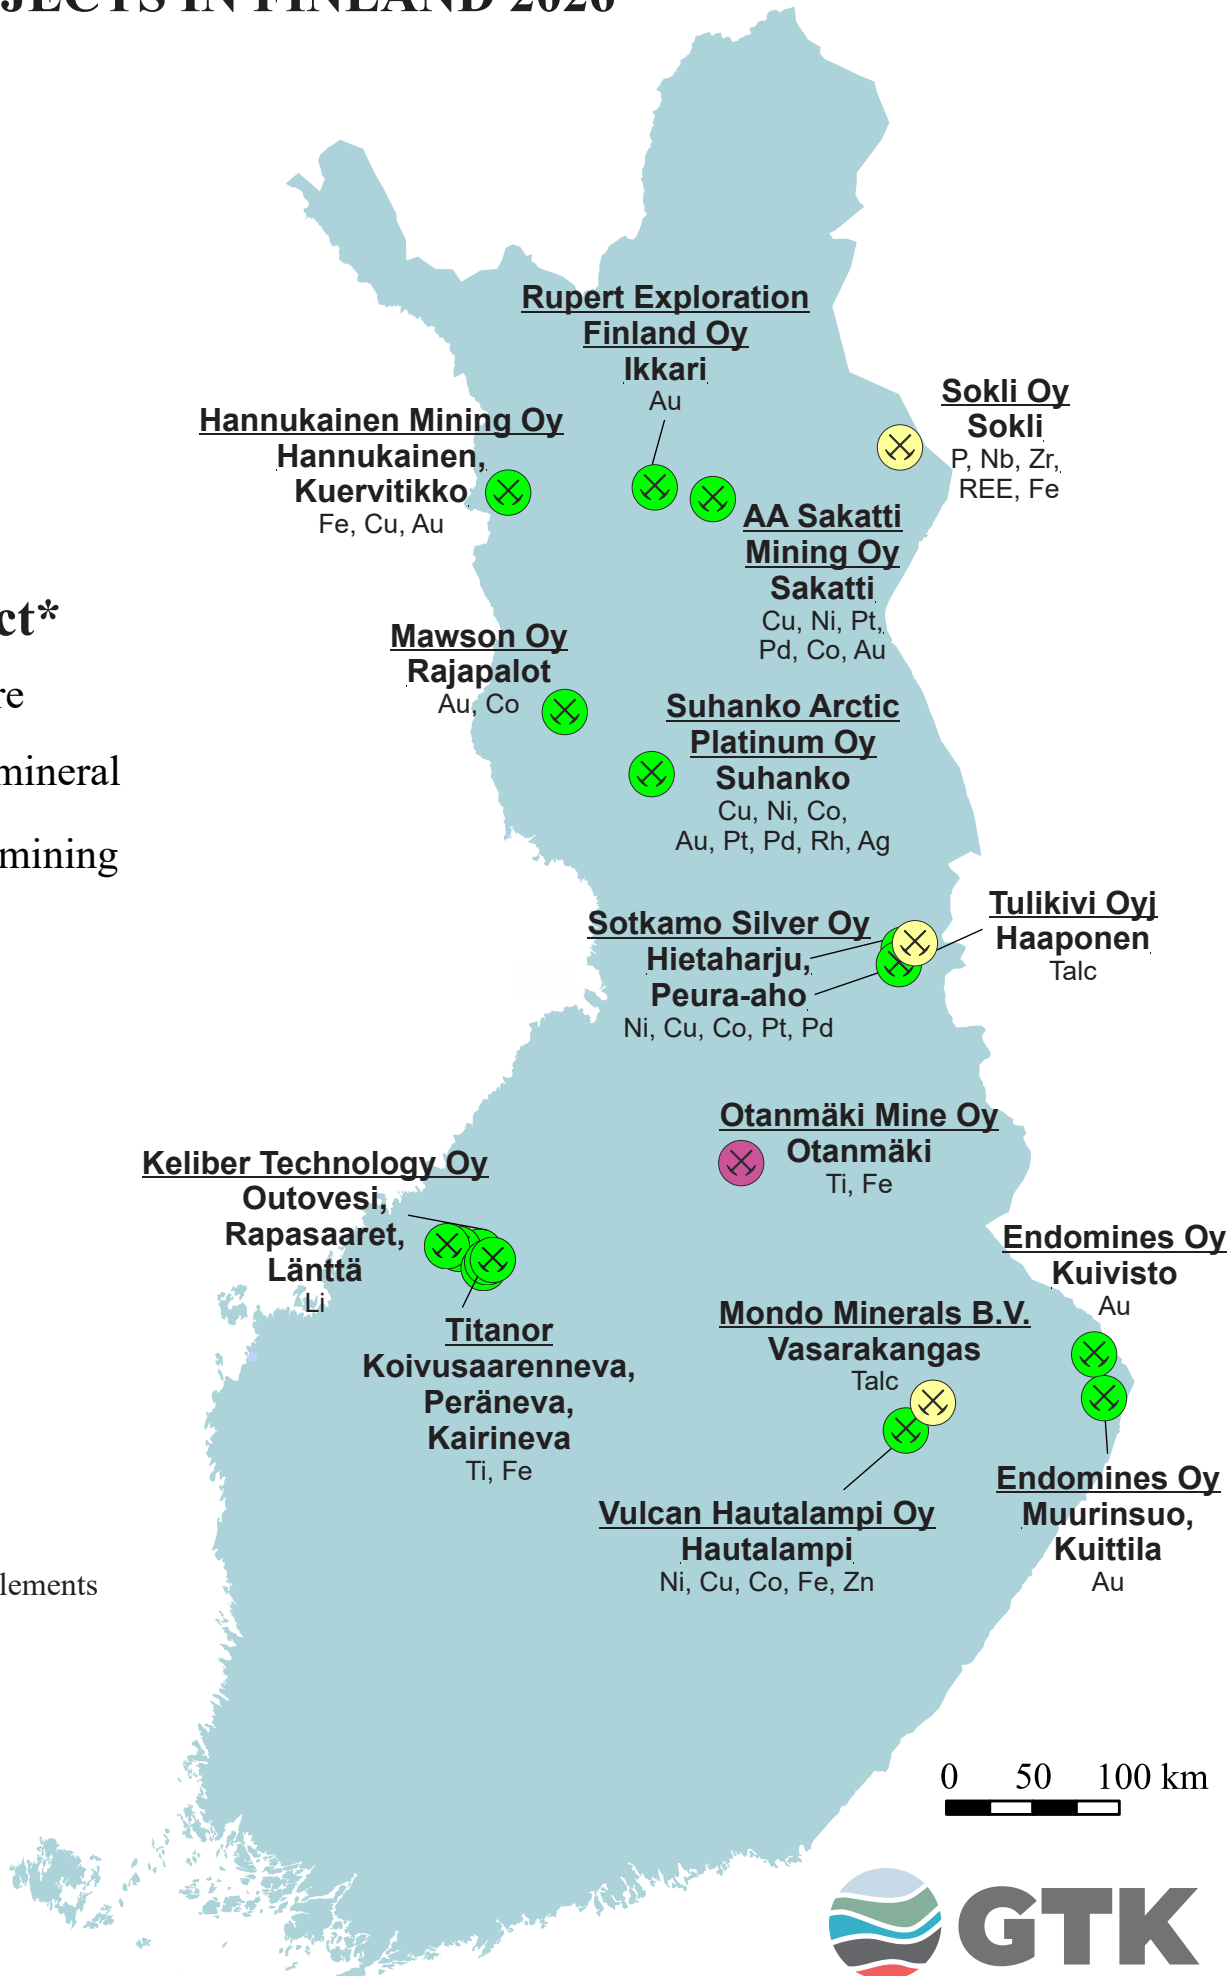 JECTS IN FINLAND 2026
Rupert Exploration
Finland Oy
Ikkari
Au
Sokli Oy
Sokli
P, Nb, Zr,
REE, Fe
Hannukainen Mining Oy
Hannukainen,
Kuervitikko
Fe, Cu, Au
AA Sakatti
Mining Oy
Sakatti
Cu, Ni, Pt,
Pd, Co, Au
ct*
re
mineral
mining
Mawson Oy
Rajapalot
Au, Co
Suhanko Arctic
Platinum Oy
Suhanko
Cu, Ni, Co,
Au, Pt, Pd, Rh, Ag
Tulikivi Oyj
Haaponen
Talc
Sotkamo Silver Oy
Hietaharju,
Peura-aho
Ni, Cu, Co, Pt, Pd
Otanmäki Mine Oy
Otanmäki
Ti, Fe
Keliber Technology Oy
Outovesi,
Rapasaaret,
Länttä
Li
Endomines Oy
Kuivisto
Au
Titanor
Koivusaarenneva,
Peräneva,
Kairineva
Ti, Fe
Mondo Minerals B.V.
Vasarakangas
Talc
Endomines Oy
Muurinsuo,
Kuittila
Au
Vulcan Hautalampi Oy
Hautalampi
Ni, Cu, Co, Fe, Zn
lements
0 50 100 km
GTK